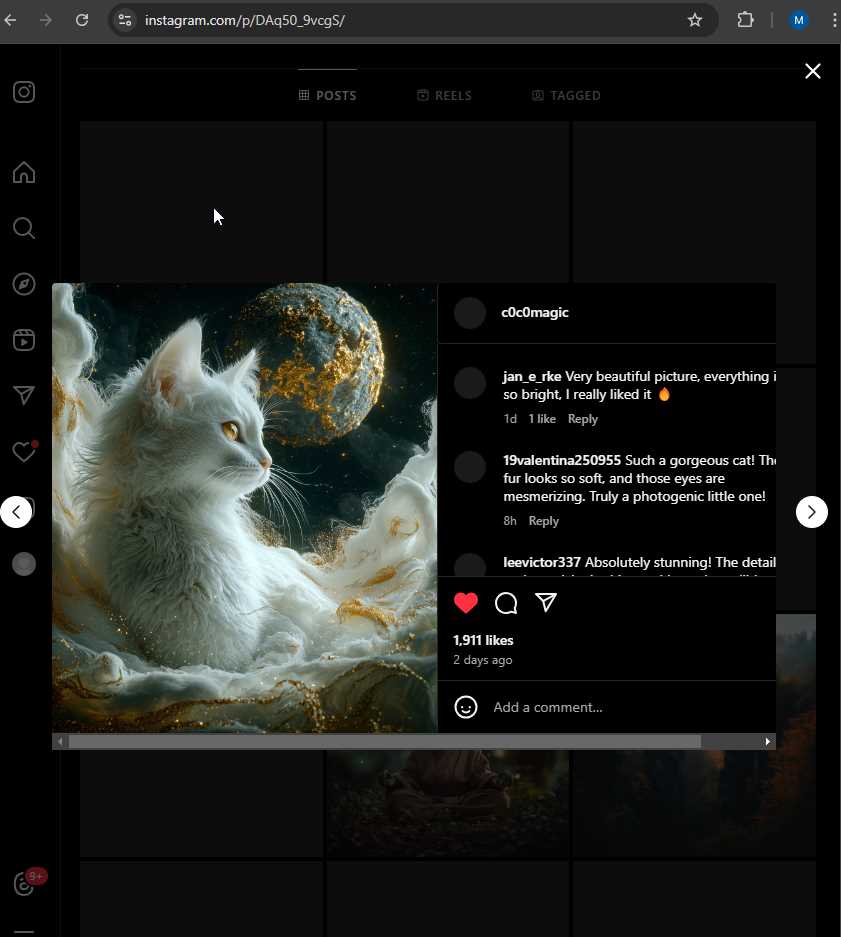 instagram.com/p/DAq50_9vcgS/
M
POSTS
REELS
TAGGED
c0c0magic
jan_e_rke Very beautiful picture, everything i
so bright, I really liked it
1d 1 like Reply
19valentina250955 Such a gorgeous cat! The
fur looks so soft, and those eyes are
mesmerizing. Truly a photogenic little one!
8h Reply
leevictor337 Absolutely stunning! The detail
1,911 likes
2 days ago
Add a comment...
9+